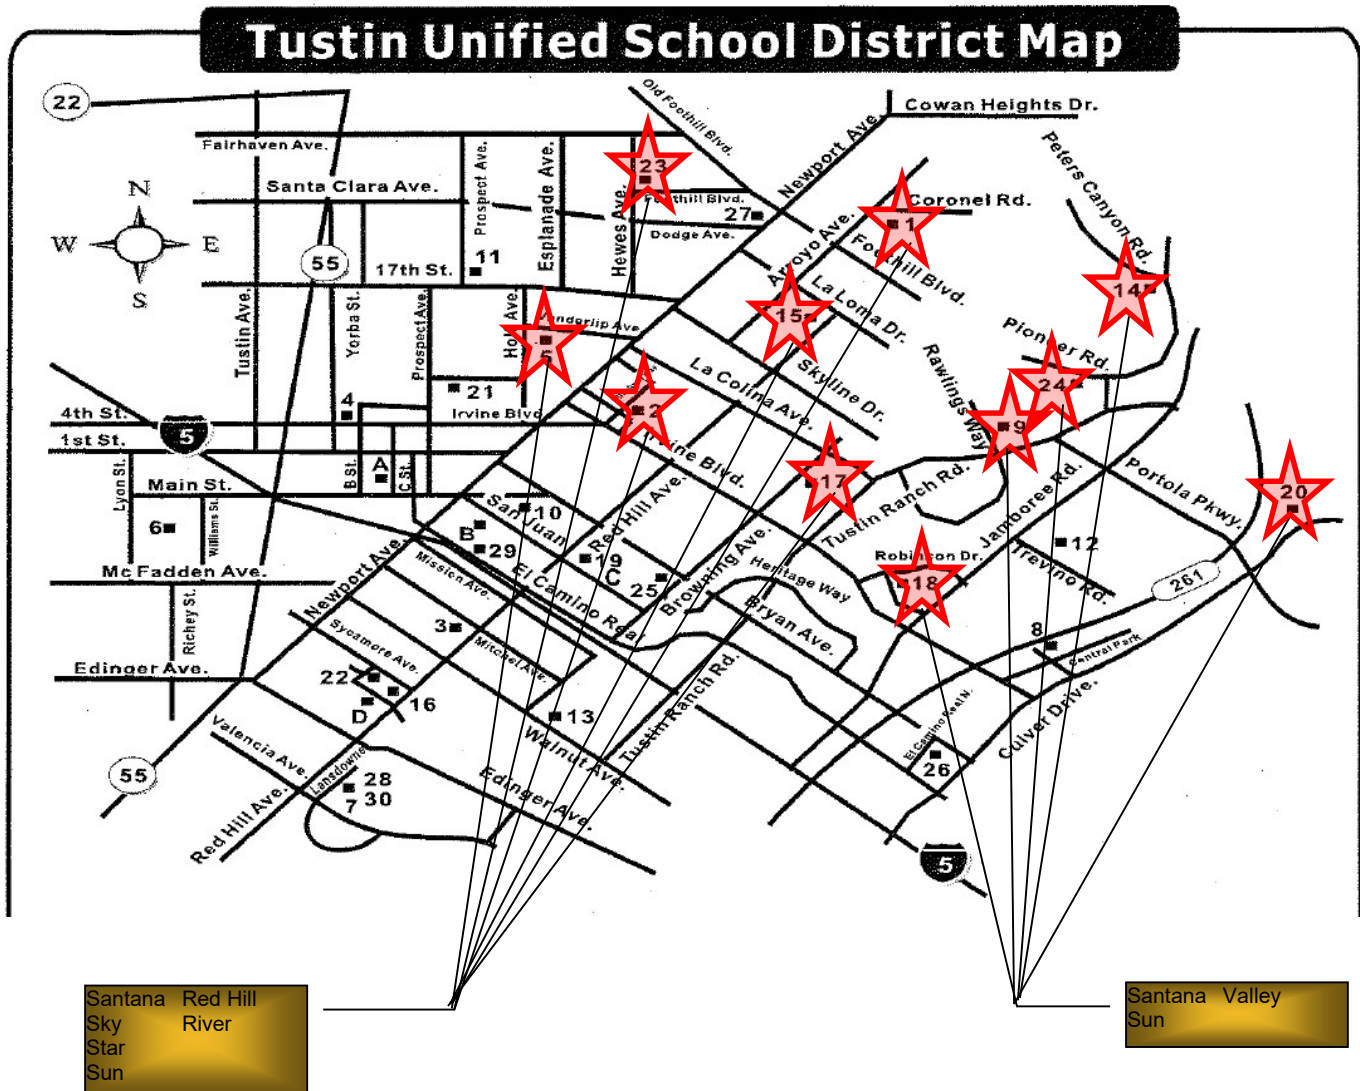 Tustin Unified School District Map
22
Old Foothill Blvd.
Cowan Heights Dr.
Newport Ave.
Peters Canyon Rd.
Fairhaven Ave.
Prospect Ave.
Esplanade Ave.
23
Santa Clara Ave.
N
W
E
S
Hewes Ave.
Foothill Blvd.
27
Dodge Ave.
Arroyo Ave.
1
Coronel Rd.
Foothill Blvd.
55
17th St.
11
La Loma Dr.
14
15
Tustin Ave.
Yorba St.
Prospect Ave.
Vanderlip Ave.
5
Pioneer Rd.
Rawlings Way
Skyline Dr.
La Colina Ave.
24
21
4
2
9
4th St.
Irvine Blvd.
Irvine Blvd.
5
1st St.
Lyon St.
B St.
A
C St.
Main St.
17
Tustin Ranch Rd.
Jamboree Rd.
Portola Pkwy.
20
6
Williams St.
San Juan
10
Red Hill Ave.
B
29
19
C
25
Browning Ave.
Robinson Dr.
12
Trevino Rd.
18
261
Mc Fadden Ave.
Newport Ave.
Mission Ave.
El Camino Real
Heritage Way
Bryan Ave.
Richey St.
Sycamore Ave.
3
Mitchel Ave.
8
Central Park
Edinger Ave.
22
16
D
13
Walnut Ave.
Tustin Ranch Rd.
El Camino Real N.
26
Culver Drive.
Valencia Ave.
55
Lansdowne
28
30
7
Edinger Ave.
Red Hill Ave.
5
Santana Red Hill
Sky River
Star
Sun
Santana Valley
Sun